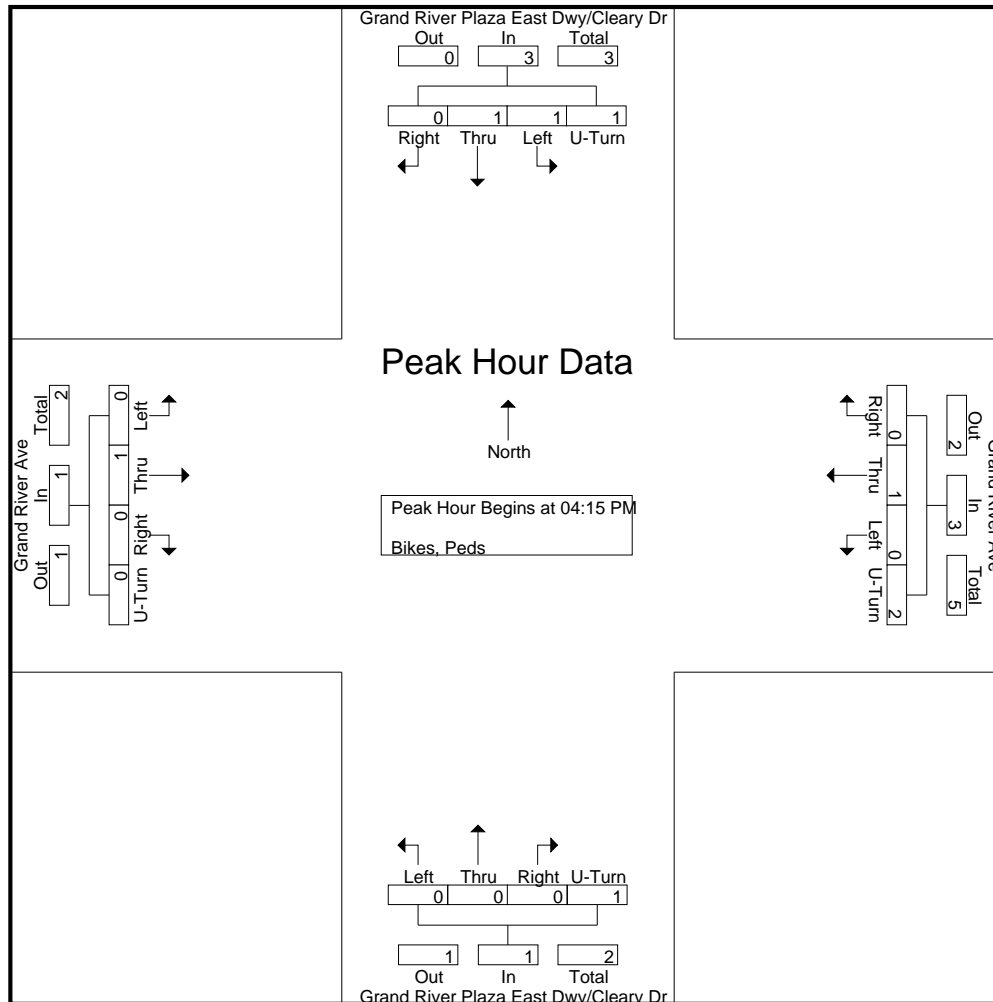 Grand River Plaza East Dwy/Cleary Dr
Out In Total
0 3 3
0 1 1 1
Right Thru Left U-Turn
Peak Hour Data
North
Peak Hour Begins at 04:15 PM
Bikes, Peds
Grand River Ave
Total In Out
2 1 1
0 1 0 0
Left Thru Right U-Turn
Right Thru Left U-Turn
0 1 0 2
Out In Total
2 3 5
Grand River Ave
Left Thru Right U-Turn
0 0 0 1
1 1 2
Out In Total
Grand River Plaza East Dwy/Cleary Dr